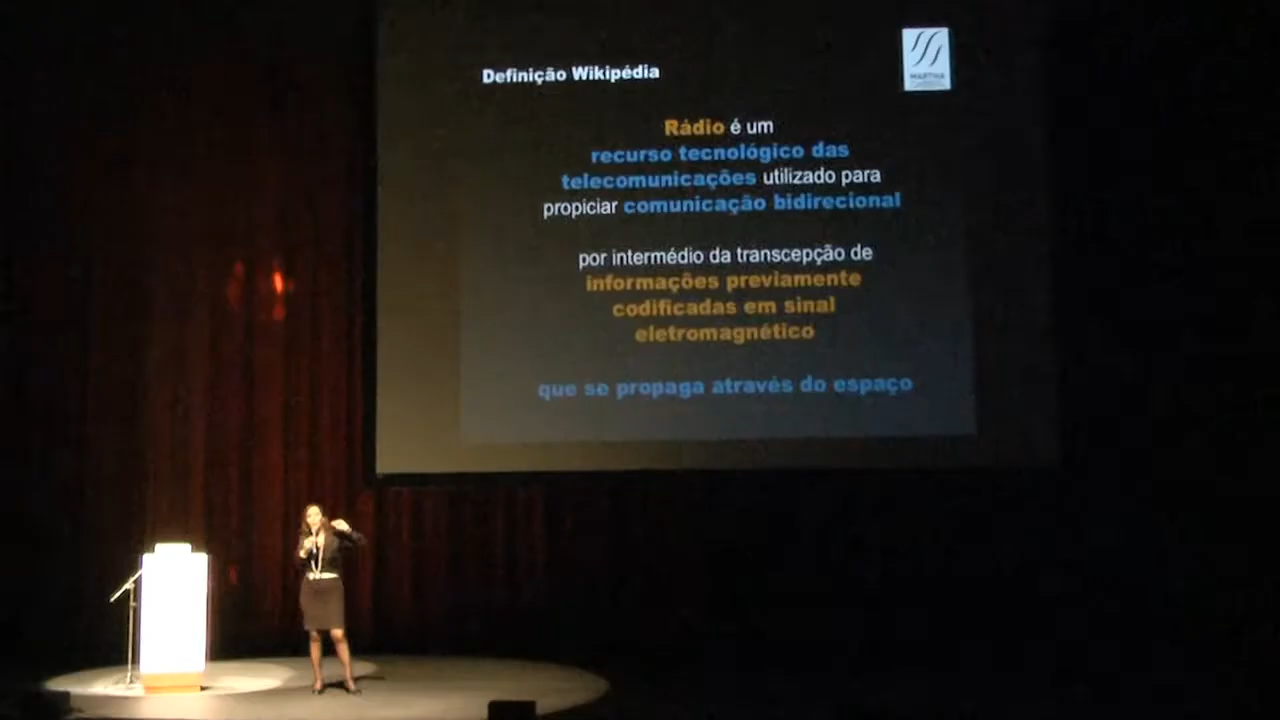 Definição Wikipédia
MARTHA
Rádio é um
recurso tecnológico das
telecomunicações utilizado para
propiciar comunicação bidirecional
por intermédio da transcepção de
informações previamente
codificadas em sinal
eletromagnético
que se propaga através do espaço